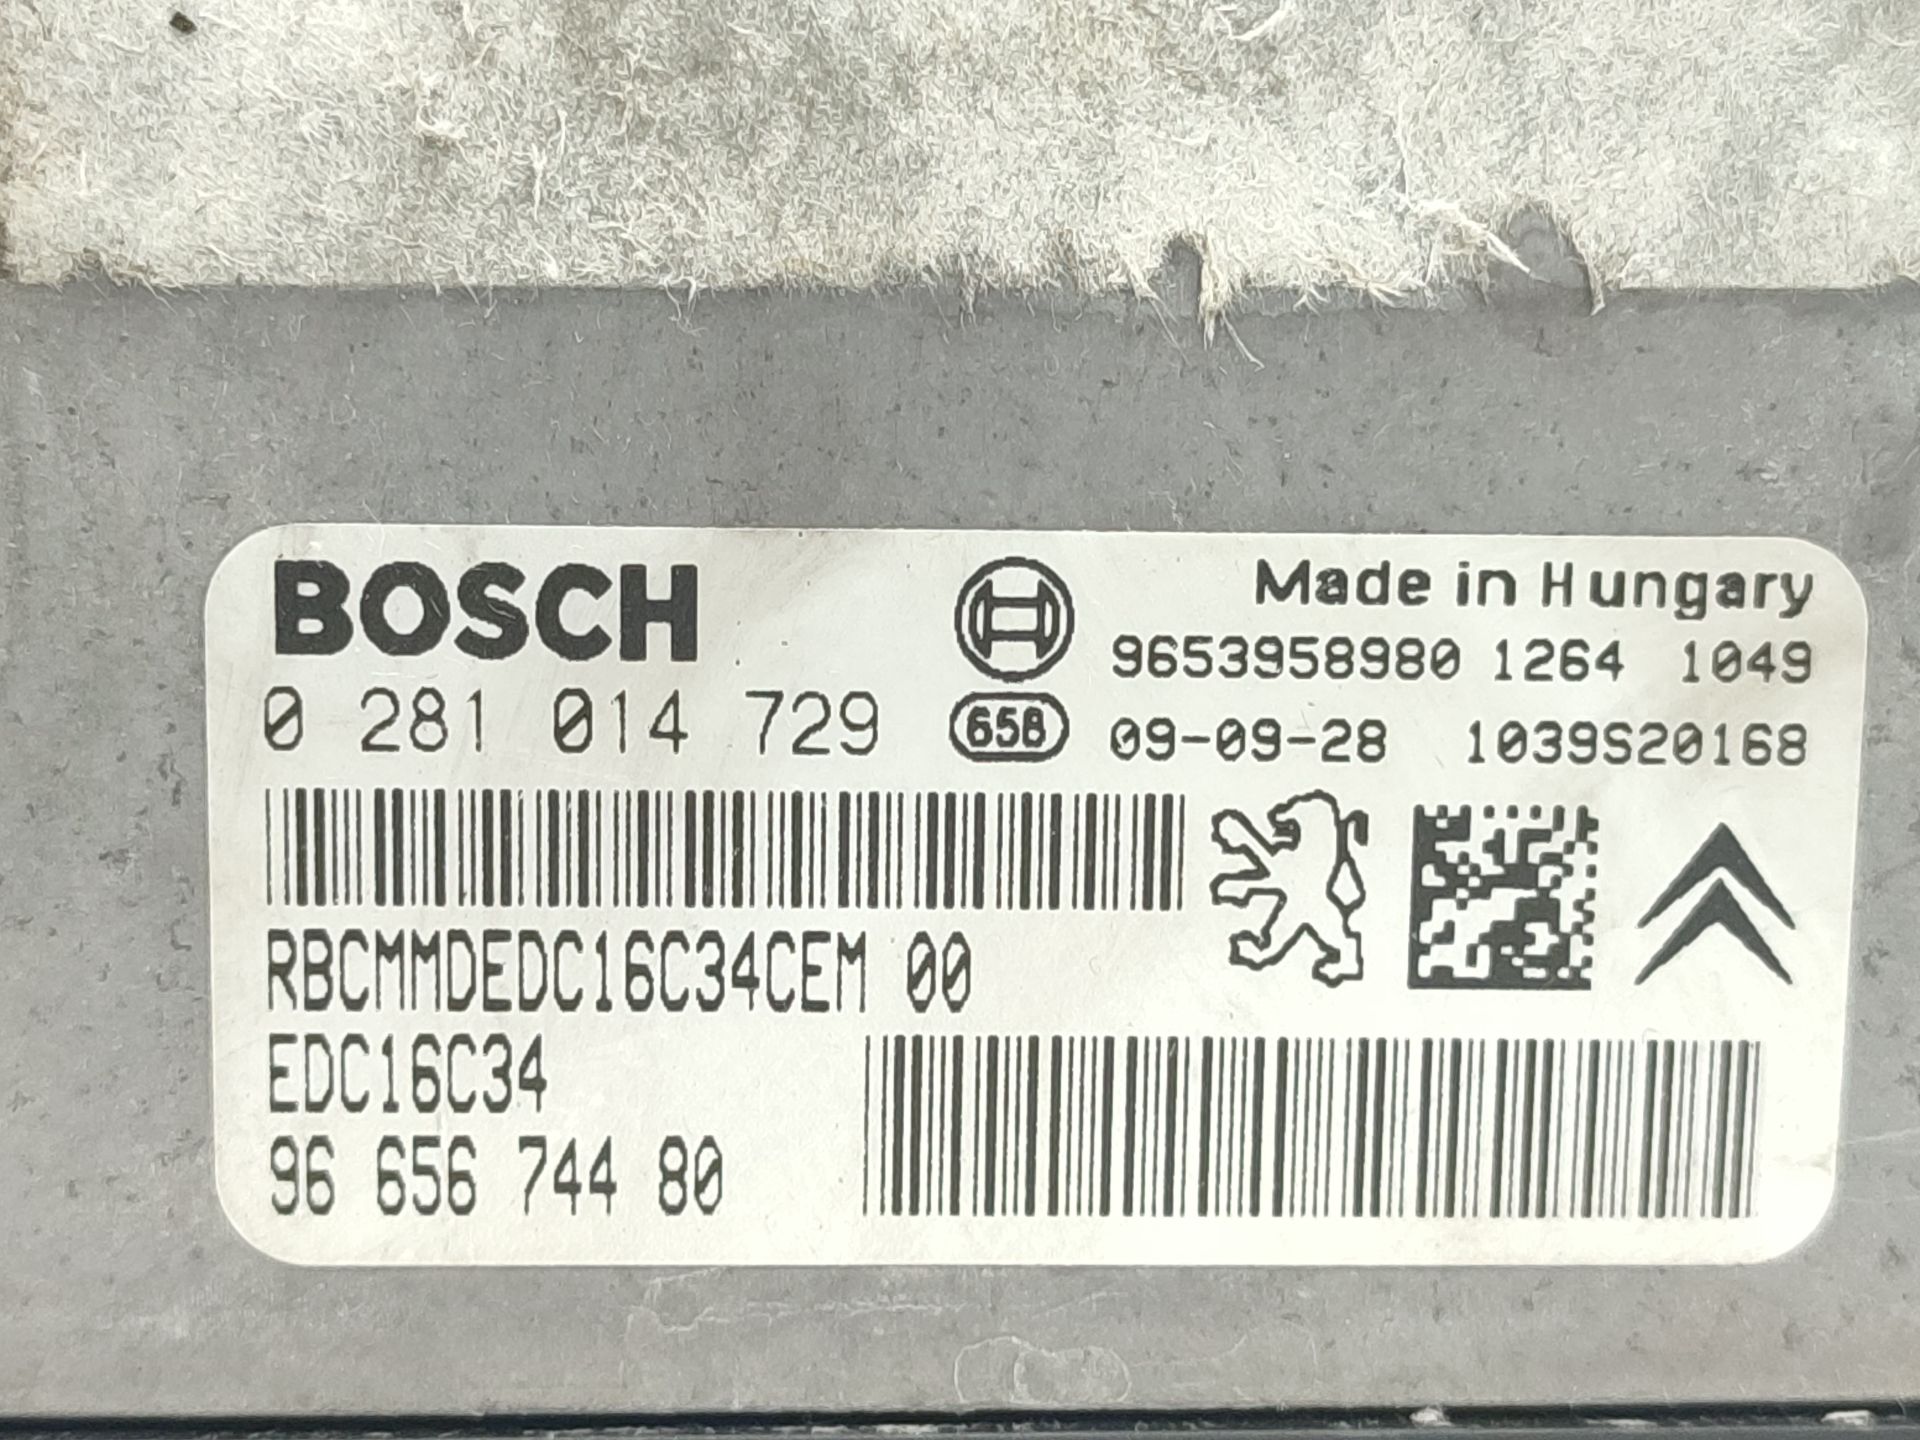 BOSCH
Made in Hungary
9653958980 1264 1049
0 281 014 729
658
09-09-28 1039S20168
RBCMMDEDC16C34CEM 00
EDC16C34
96 656 744 80